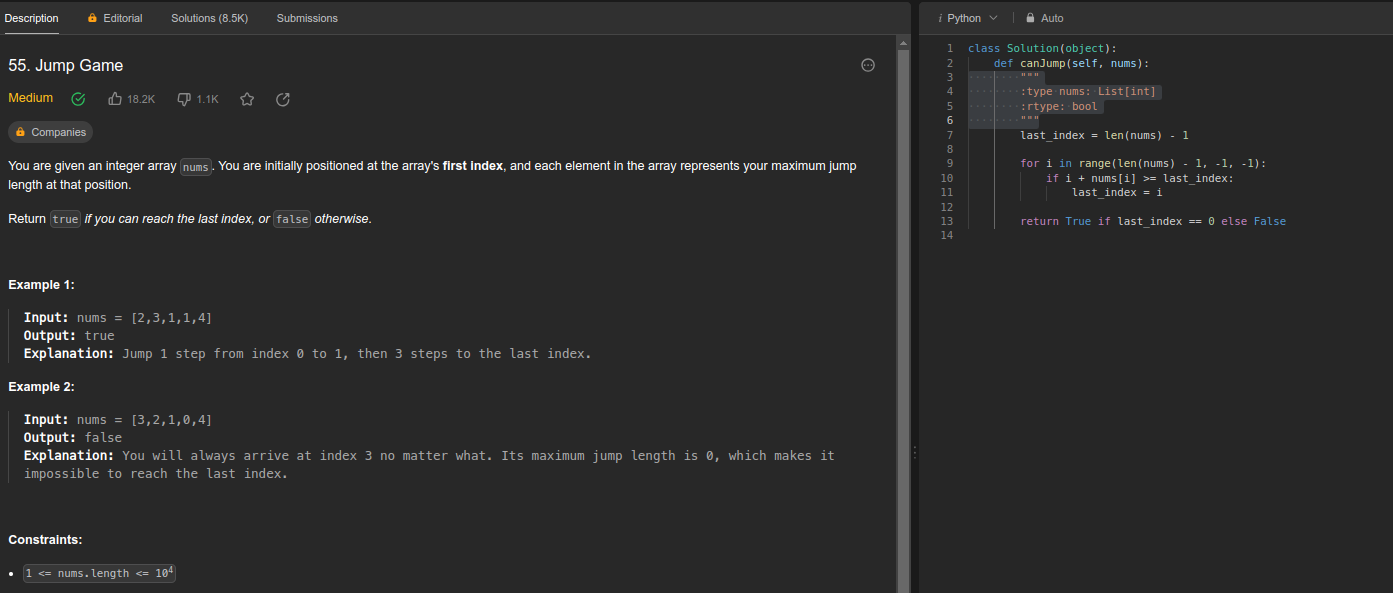 Description Editorial Solutions (8.5K) Submissions
55. Jump Game
Medium 18.2K 1.1K
Companies
You are given an integer array nums. You are initially positioned at the array's first index, and each element in the array represents your maximum jump
length at that position.
Return true if you can reach the last index, or false otherwise.
Example 1:
Input: nums = [2,3,1,1,4]
Output: true
Explanation: Jump 1 step from index 0 to 1, then 3 steps to the last index.
Example 2:
Input: nums = [3,2,1,0,4]
Output: false
Explanation: You will always arrive at index 3 no matter what. Its maximum jump length is 0, which makes it
impossible to reach the last index.
Constraints:
• 1 <= nums.length <= 10⁴
i Python Auto
1 class Solution(object):
2     def canJump(self, nums):
3         """
4         :type nums: List[int]
5         :rtype: bool
6         """
7         last_index = len(nums) - 1
8
9         for i in range(len(nums) - 1, -1, -1):
10             if i + nums[i] >= last_index:
11                 last_index = i
12
13         return True if last_index == 0 else False
14